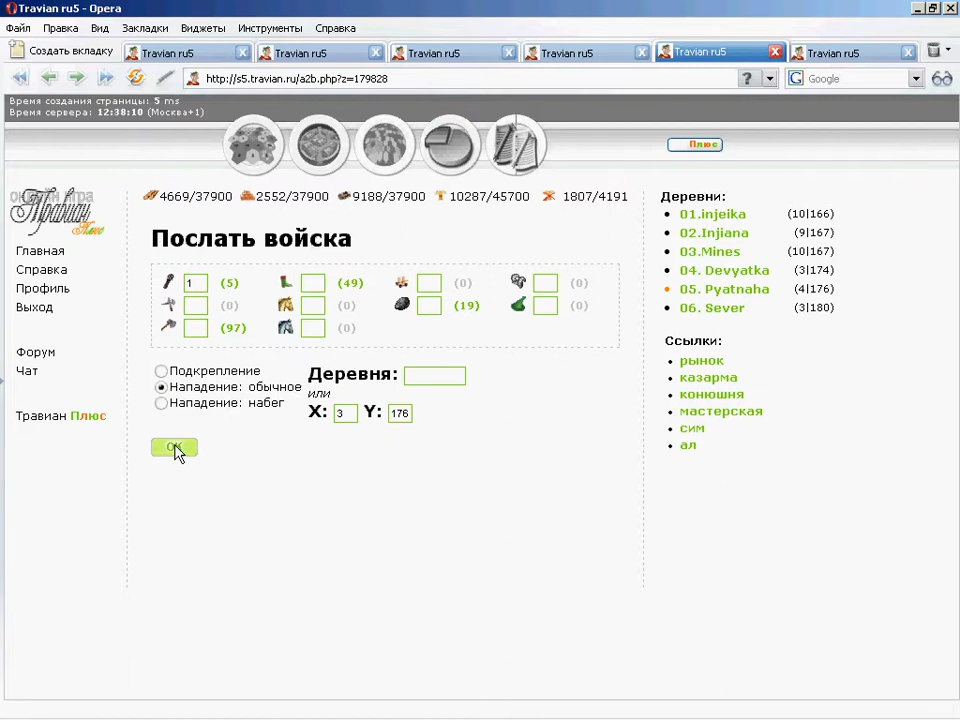 Travian ru5 - Opera
Файл Правка Вид Закладки Виджеты Инструменты Справка
Создать вкладку Travian ru5 Travian ru5 Travian ru5 Travian ru5 Travian ru5 Travian ru5
http://s5.travian.ru/a2b.php?z=179828 ? Google
Время создания страницы: 5 ms
Время сервера: 12:38:10 (Москва+1)
Плюс
онлайн игра
Травиан
Плюс
4669/37900 2552/37900 9188/37900 10287/45700 1807/4191
Главная
Справка
Профиль
Выход
Форум
Чат
Травиан Плюс
Послать войска
1 (5) (49) (0) (0)
(0) (0) (19) (0)
(97) (0)
Подкрепление
Нападение: обычное
Нападение: набег
Деревня:
или
X: 3 Y: 176
OK
Деревни:
01.injeika (10|166)
02.Injiana (9|167)
03.Mines (10|167)
04. Devyatka (3|174)
05. Pyatnaha (4|176)
06. Sever (3|180)
Ссылки:
рынок
казарма
конюшня
мастерская
сим
ал